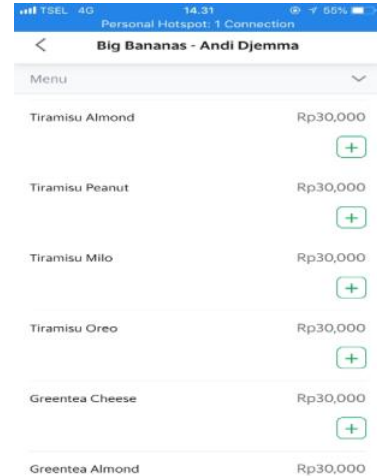 TSEL 4G 14.31 55%
Personal Hotspot: 1 Connection
Big Bananas - Andi Djemma
Menu
Tiramisu Almond Rp30,000
Tiramisu Peanut Rp30,000
Tiramisu Milo Rp30,000
Tiramisu Oreo Rp30,000
Greentea Cheese Rp30,000
Greentea Almond Rp30,000